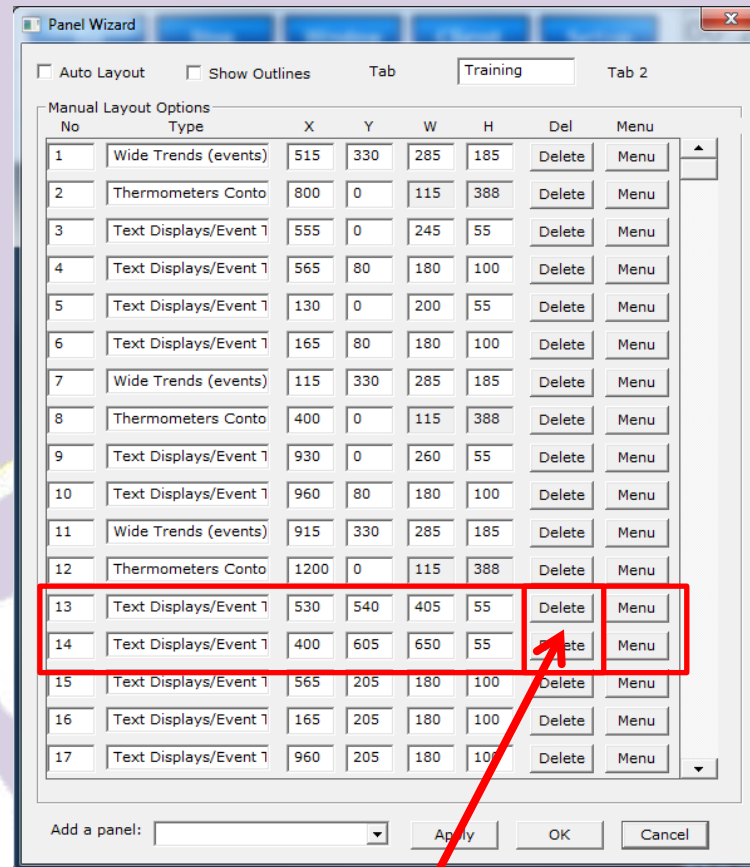 Panel Wizard
x
Auto Layout Show Outlines Tab Training Tab 2
Manual Layout Options
No Type X Y W H Del Menu
1 Wide Trends (events) 515 330 285 185 Delete Menu
2 Thermometers Conto 800 0 115 388 Delete Menu
3 Text Displays/Event T 555 0 245 55 Delete Menu
4 Text Displays/Event T 565 80 180 100 Delete Menu
5 Text Displays/Event T 130 0 200 55 Delete Menu
6 Text Displays/Event T 165 80 180 100 Delete Menu
7 Wide Trends (events) 115 330 285 185 Delete Menu
8 Thermometers Conto 400 0 115 388 Delete Menu
9 Text Displays/Event T 930 0 260 55 Delete Menu
10 Text Displays/Event T 960 80 180 100 Delete Menu
11 Wide Trends (events) 915 330 285 185 Delete Menu
12 Thermometers Conto 1200 0 115 388 Delete Menu
13 Text Displays/Event T 530 540 405 55 Delete Menu
14 Text Displays/Event T 400 605 650 55 Delete Menu
15 Text Displays/Event T 565 205 180 100 Delete Menu
16 Text Displays/Event T 165 205 180 100 Delete Menu
17 Text Displays/Event T 960 205 180 100 Delete Menu
Add a panel: Apply OK Cancel